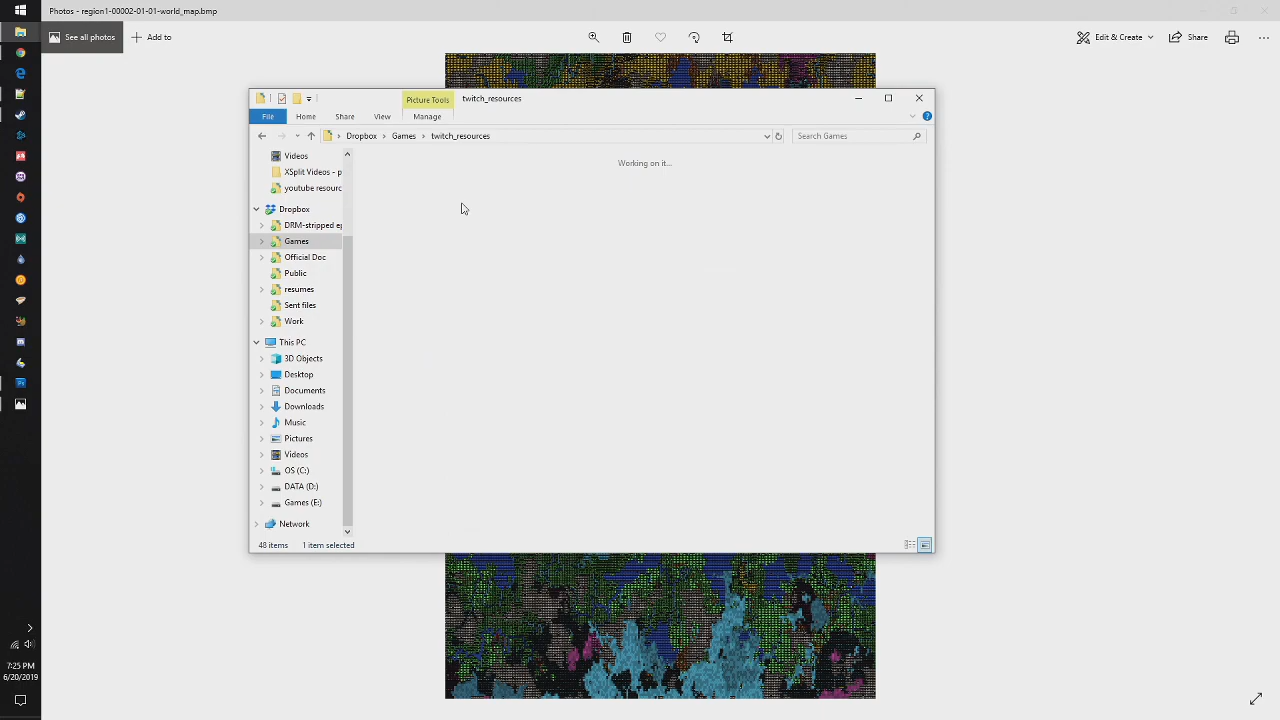 Photos - region1-00002-01-01-world_map.bmp
See all photos
Add to
Edit & Create
Share
Picture Tools
twitch_resources
File
Home
Share
View
Manage
Dropbox
Games
twitch_resources
Search Games
Videos
XSplit Videos - p
youtube resourc
Dropbox
DRM-stripped e
Games
Official Doc
Public
resumes
Sent files
Work
This PC
3D Objects
Desktop
Documents
Downloads
Music
Pictures
Videos
OS (C:)
DATA (D:)
Games (E:)
Network
Working on it...
48 items
1 item selected
7:25 PM
6/20/2019